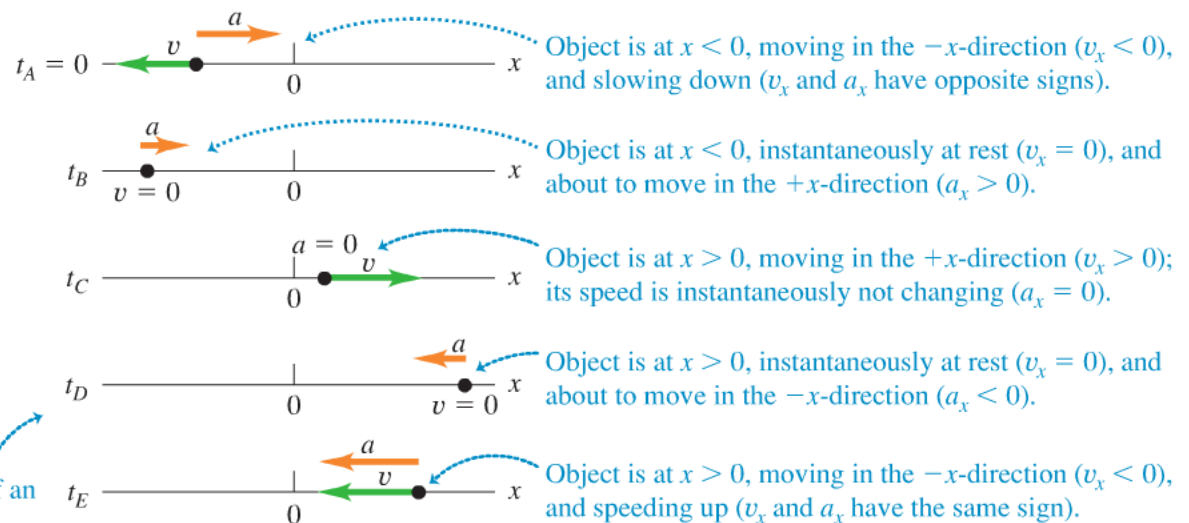 a
v
t_A = 0
x
0
Object is at x < 0, moving in the −x-direction (v_x < 0),
and slowing down (v_x and a_x have opposite signs).
a
t_B
v = 0
0
x
Object is at x < 0, instantaneously at rest (v_x = 0), and
about to move in the +x-direction (a_x > 0).
a = 0
v
t_C
0
x
Object is at x > 0, moving in the +x-direction (v_x > 0);
its speed is instantaneously not changing (a_x = 0).
a
t_D
0
v = 0
x
Object is at x > 0, instantaneously at rest (v_x = 0), and
about to move in the −x-direction (a_x < 0).
a
v
an
t_E
0
x
Object is at x > 0, moving in the −x-direction (v_x < 0),
and speeding up (v_x and a_x have the same sign).